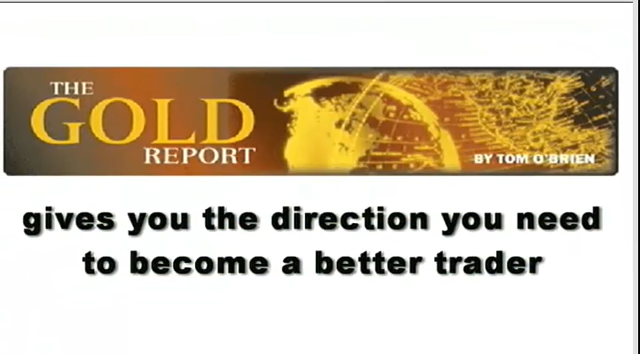 THE
GOLD
REPORT
BY TOM O'BRIEN
gives you the direction you need
to become a better trader